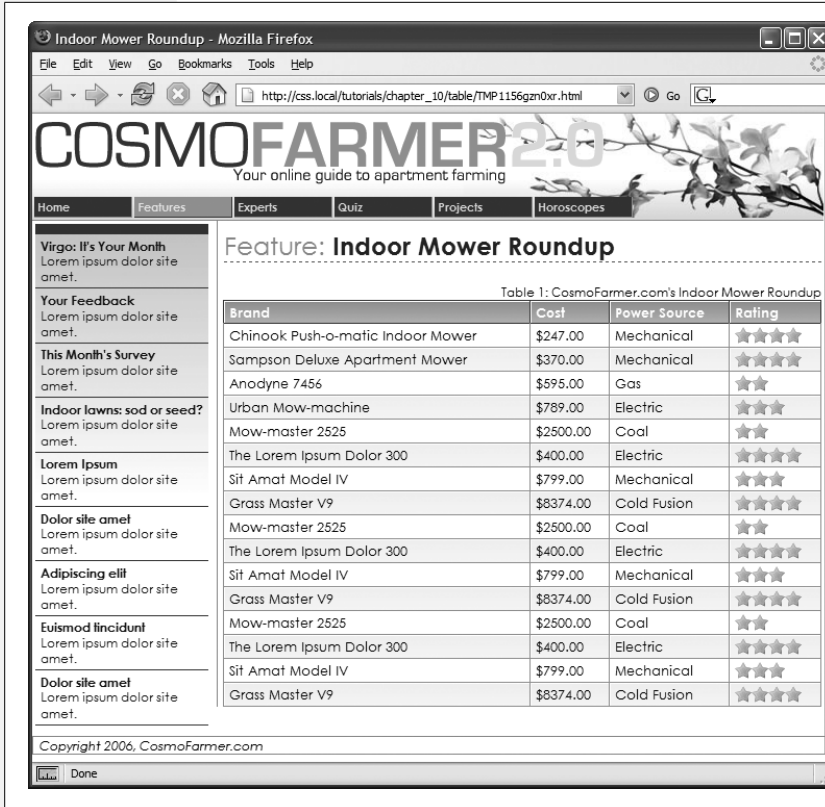 Indoor Mower Roundup - Mozilla Firefox
File Edit View Go Bookmarks Tools Help
http://css.local/tutorials/chapter_10/table/TMP1156gzn0xr.html Go G
COSMOFARMER2.0
Your online guide to apartment farming
Home Features Experts Quiz Projects Horoscopes
Virgo: It's Your Month
Lorem ipsum dolor site
amet.
Your Feedback
Lorem ipsum dolor site
amet.
This Month's Survey
Lorem ipsum dolor site
amet.
Indoor lawns: sod or seed?
Lorem ipsum dolor site
amet.
Lorem Ipsum
Lorem ipsum dolor site
amet.
Dolor site amet
Lorem ipsum dolor site
amet.
Adipiscing elit
Lorem ipsum dolor site
amet.
Euismod tincidunt
Lorem ipsum dolor site
amet.
Dolor site amet
Lorem ipsum dolor site
amet.
Feature: Indoor Mower Roundup
Table 1: CosmoFarmer.com's Indoor Mower Roundup
Brand Cost Power Source Rating
Chinook Push-o-matic Indoor Mower $247.00 Mechanical
Sampson Deluxe Apartment Mower $370.00 Mechanical
Anodyne 7456 $595.00 Gas
Urban Mow-machine $789.00 Electric
Mow-master 2525 $2500.00 Coal
The Lorem Ipsum Dolor 300 $400.00 Electric
Sit Amat Model IV $799.00 Mechanical
Grass Master V9 $8374.00 Cold Fusion
Mow-master 2525 $2500.00 Coal
The Lorem Ipsum Dolor 300 $400.00 Electric
Sit Amat Model IV $799.00 Mechanical
Grass Master V9 $8374.00 Cold Fusion
Mow-master 2525 $2500.00 Coal
The Lorem Ipsum Dolor 300 $400.00 Electric
Sit Amat Model IV $799.00 Mechanical
Grass Master V9 $8374.00 Cold Fusion
Copyright 2006, CosmoFarmer.com
Done